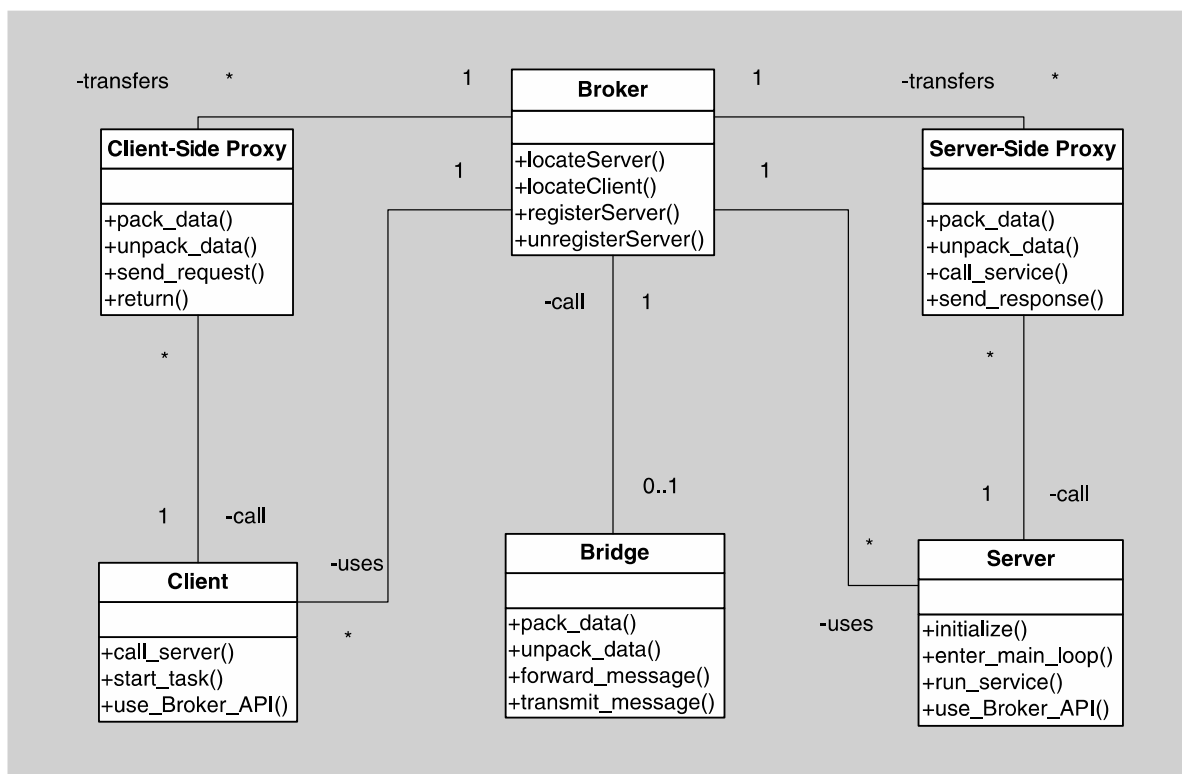 -transfers
*
1
Broker
+locateServer()
+locateClient()
+registerServer()
+unregisterServer()
1
-transfers
*
Client-Side Proxy
+pack_data()
+unpack_data()
+send_request()
+return()
1
1
Server-Side Proxy
+pack_data()
+unpack_data()
+call_service()
+send_response()
-call
1
*
*
0..1
1
-call
1
-call
-uses
*
*
-uses
Client
+call_server()
+start_task()
+use_Broker_API()
Bridge
+pack_data()
+unpack_data()
+forward_message()
+transmit_message()
Server
+initialize()
+enter_main_loop()
+run_service()
+use_Broker_API()